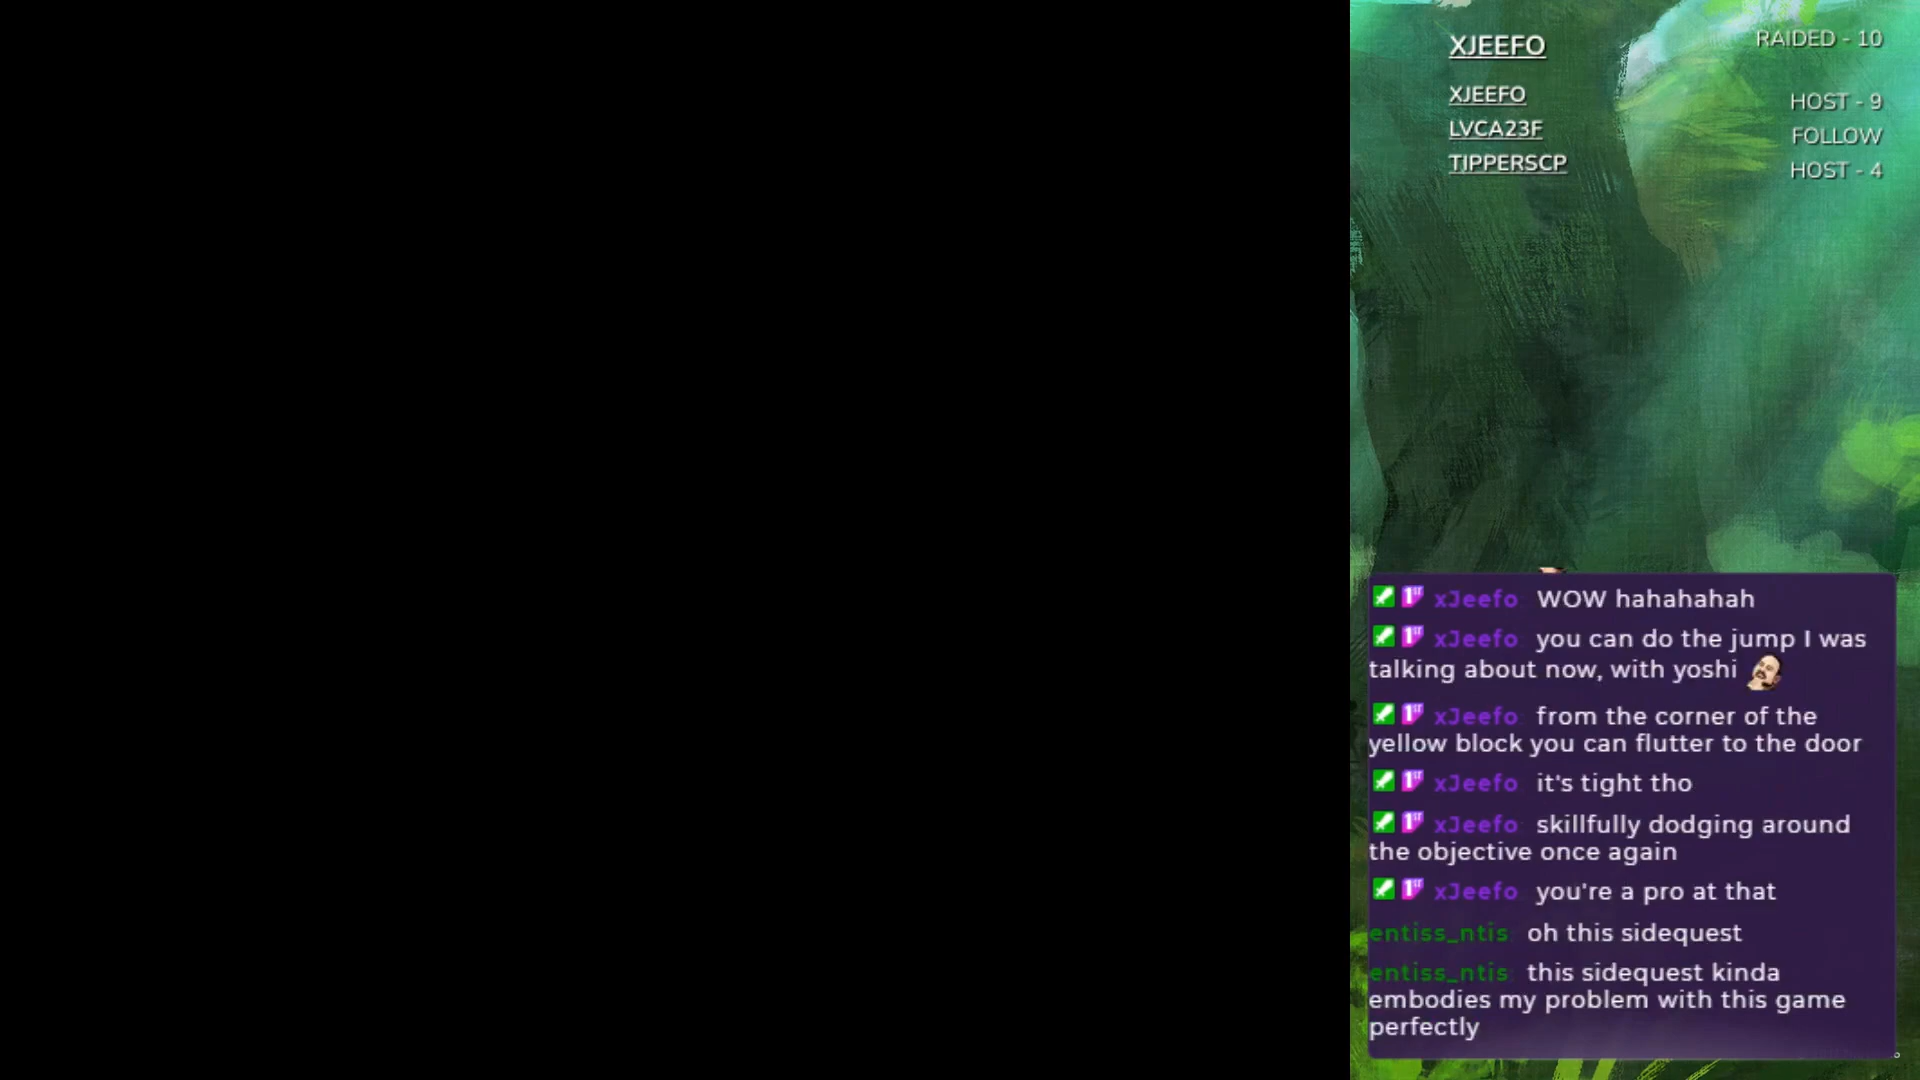 XJEEFO RAIDED - 10
XJEEFO HOST - 9
LVCA23F FOLLOW
TIPPERSCP HOST - 4
xJeefo WOW hahahahah
xJeefo you can do the jump I was
talking about now, with yoshi
xJeefo from the corner of the
yellow block you can flutter to the door
xJeefo it's tight tho
xJeefo skillfully dodging around
the objective once again
xJeefo you're a pro at that
entiss_ntis oh this sidequest
entiss_ntis this sidequest kinda
embodies my problem with this game
perfectly